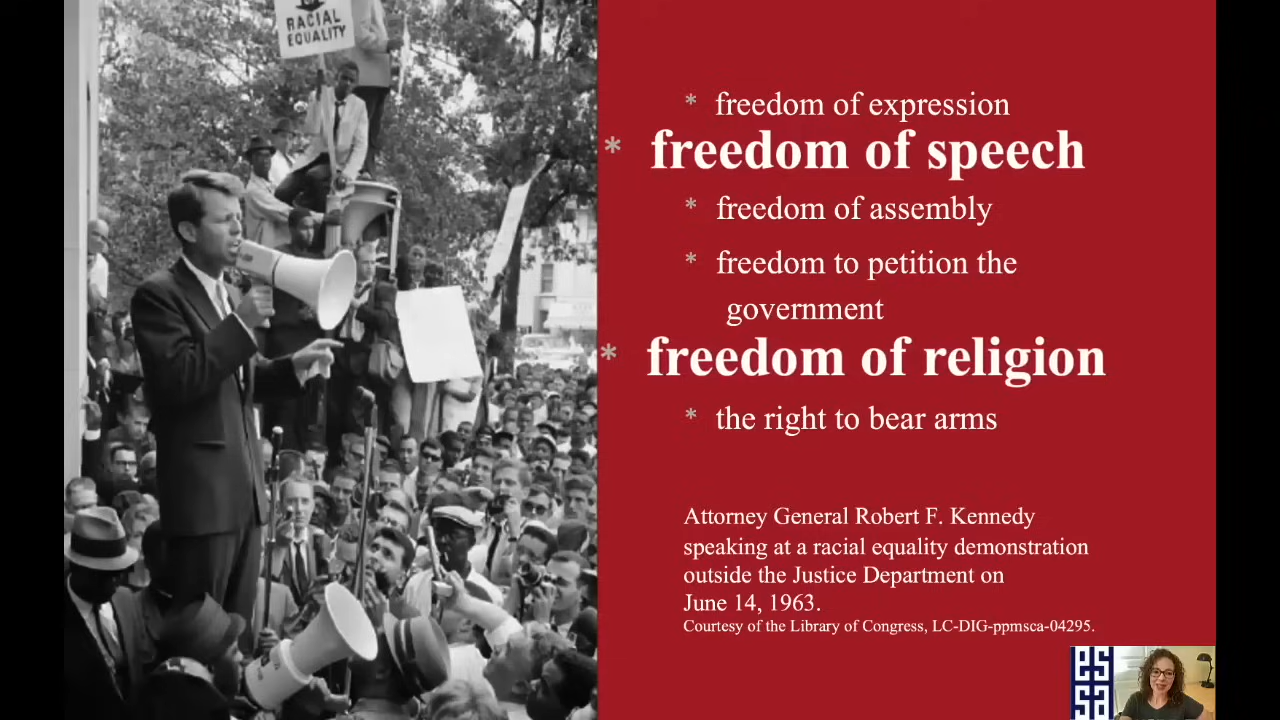 RACIAL
EQUALITY
* freedom of expression
* freedom of speech
* freedom of assembly
* freedom to petition the
government
* freedom of religion
* the right to bear arms
Attorney General Robert F. Kennedy
speaking at a racial equality demonstration
outside the Justice Department on
June 14, 1963.
Courtesy of the Library of Congress, LC-DIG-ppmsca-04295.
essa